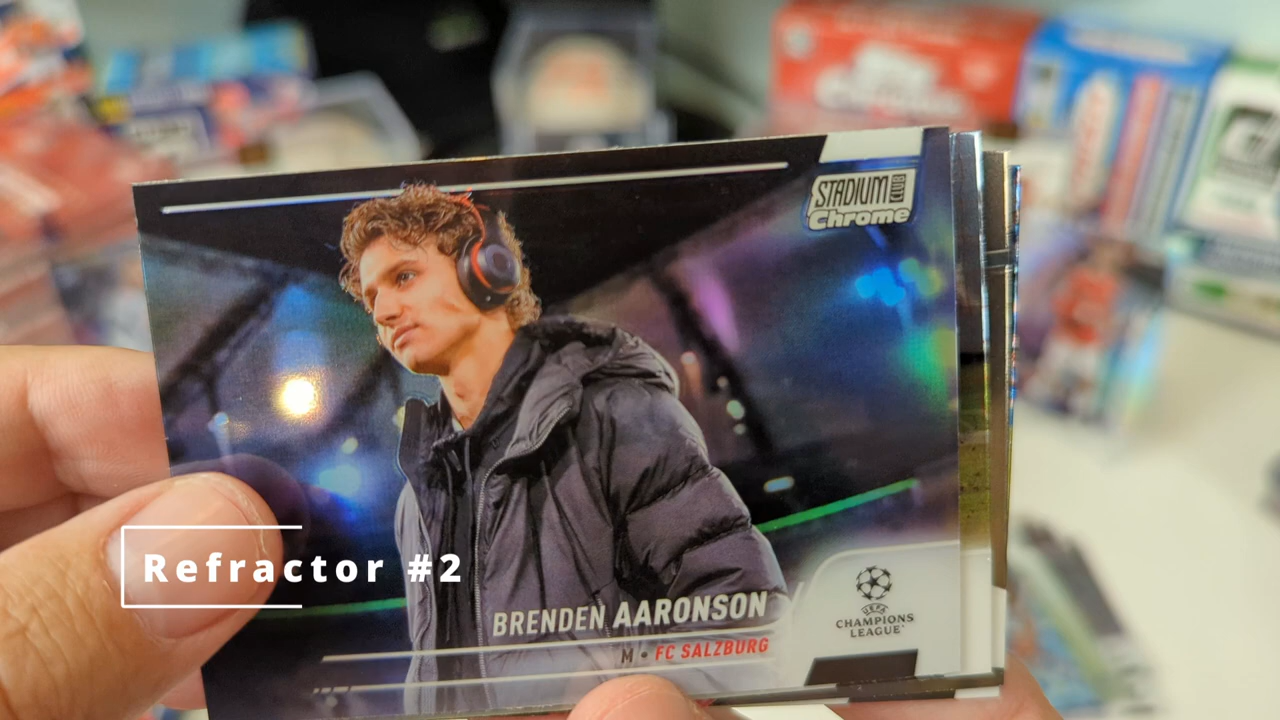 STADIUM CLUB
Chrome
Refractor #2
BRENDEN AARONSON
M • FC SALZBURG
UEFA
CHAMPIONS
LEAGUE